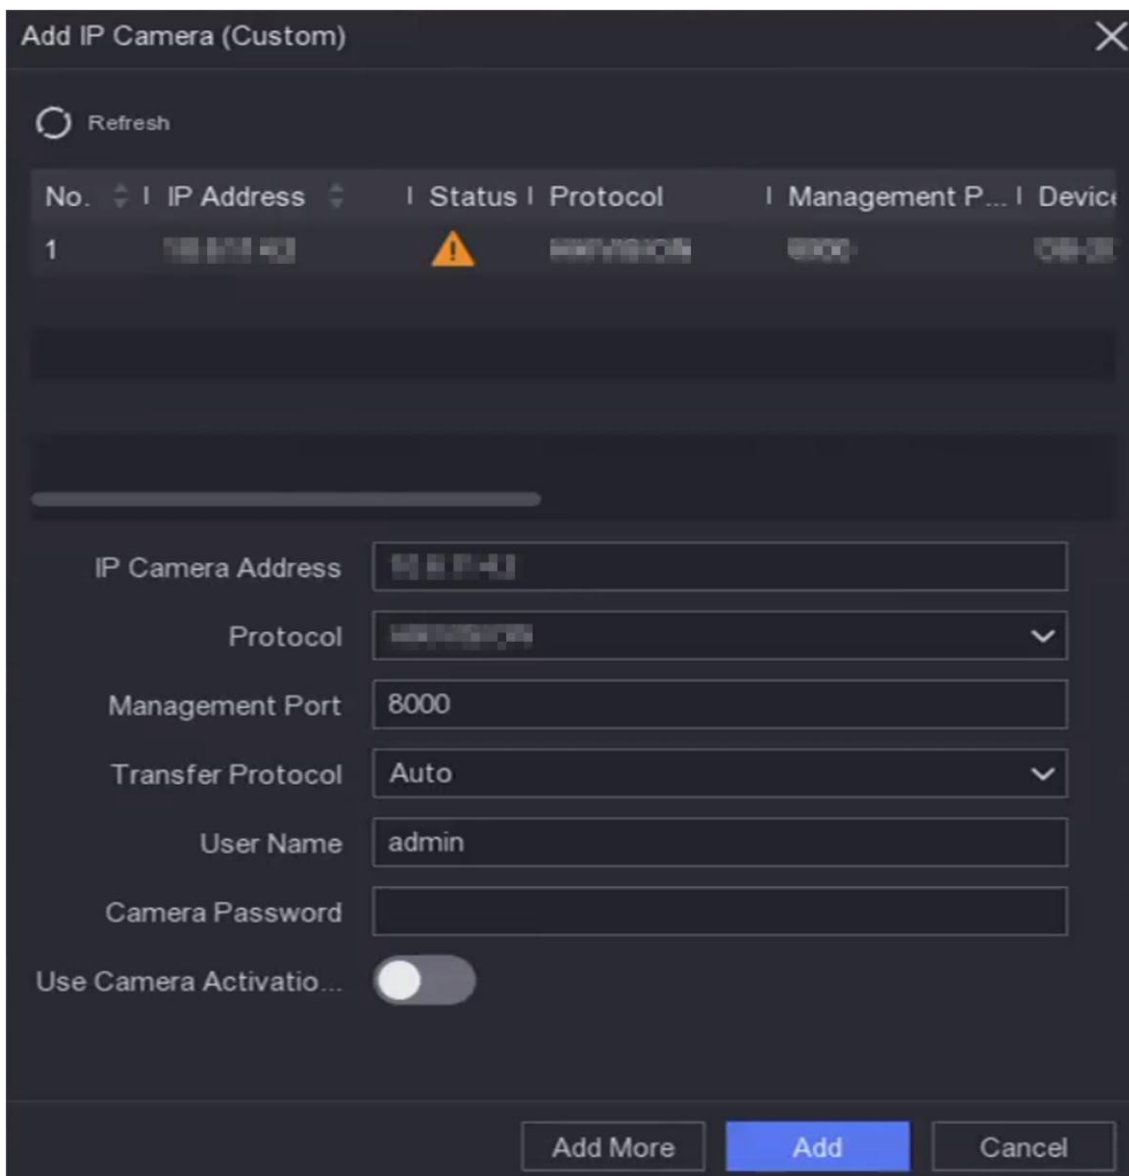 Add IP Camera (Custom)
Refresh
No. IP Address Status Protocol Management P... Device
1
IP Camera Address
Protocol
Management Port 8000
Transfer Protocol Auto
User Name admin
Camera Password
Use Camera Activatio...
Add More Add Cancel